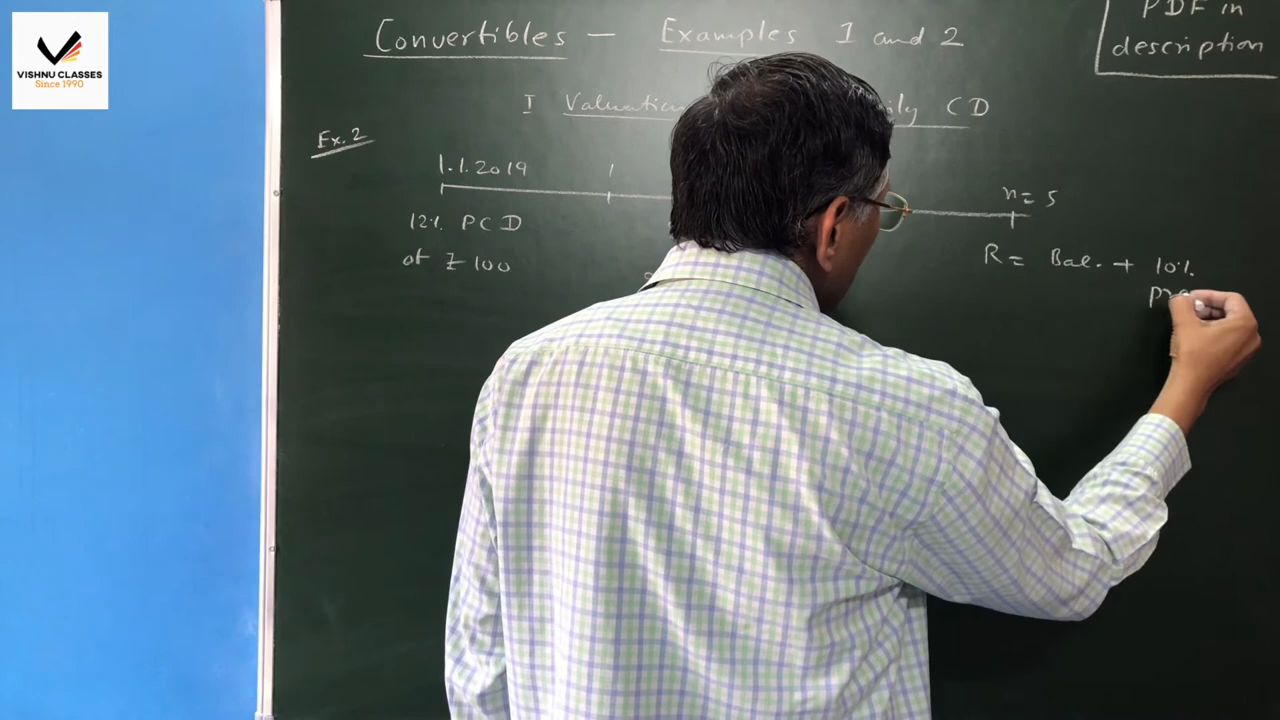 VISHNU CLASSES
Since 1990
Convertibles — Examples 1 and 2
PDF in
description
I Valuation CD
Ex. 2
1.1.2019 1 n = 5
12% PCD
of ₹ 100
R = Bal. + 10%